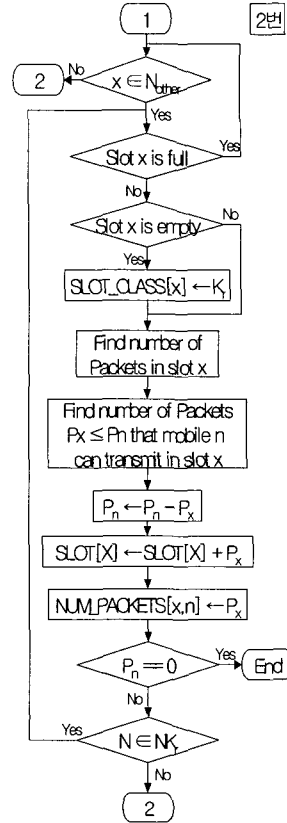 1
2번
2
No
x ∈ N_other
Yes
Slot x is full
Yes
No
Slot x is empty
No
Yes
SLOT_CLASS[x] ← K_r
Find number of
Packets in slot x
Find number of Packets
Px ≤ Pn that mobile n
can transmit in slot x
P_n ← P_n − P_x
SLOT[X] ← SLOT[X] + P_x
NUM_PACKETS[x,n] ← P_x
P_n == 0
Yes
End
No
Yes
N ∈ NK_r
No
2